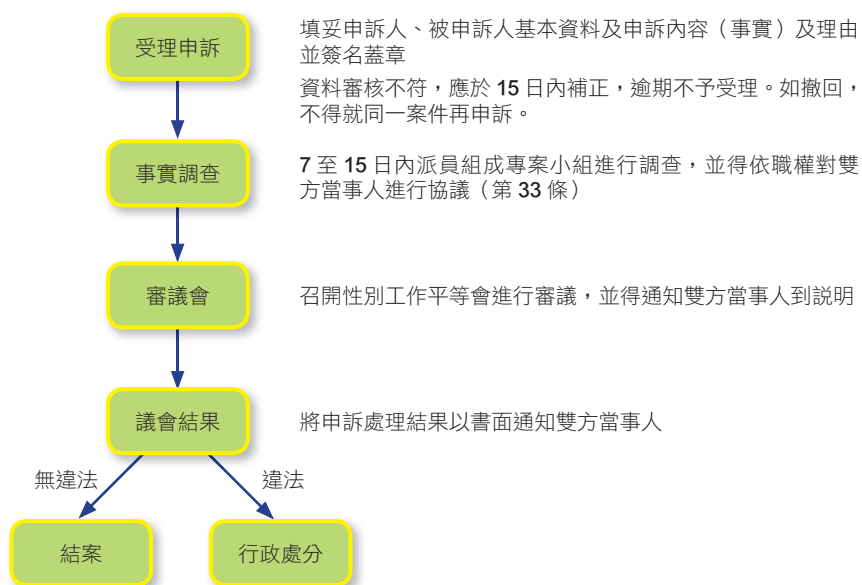 受理申訴
填妥申訴人、被申訴人基本資料及申訴內容（事實）及理由
並簽名蓋章
資料審核不符，應於 15 日內補正，逾期不予受理。如撤回，
不得就同一案件再申訴。
事實調查
7 至 15 日內派員組成專案小組進行調查，並得依職權對雙
方當事人進行協議（第 33 條）
審議會
召開性別工作平等會進行審議，並得通知雙方當事人到說明
議會結果
將申訴處理結果以書面通知雙方當事人
無違法
違法
結案
行政處分